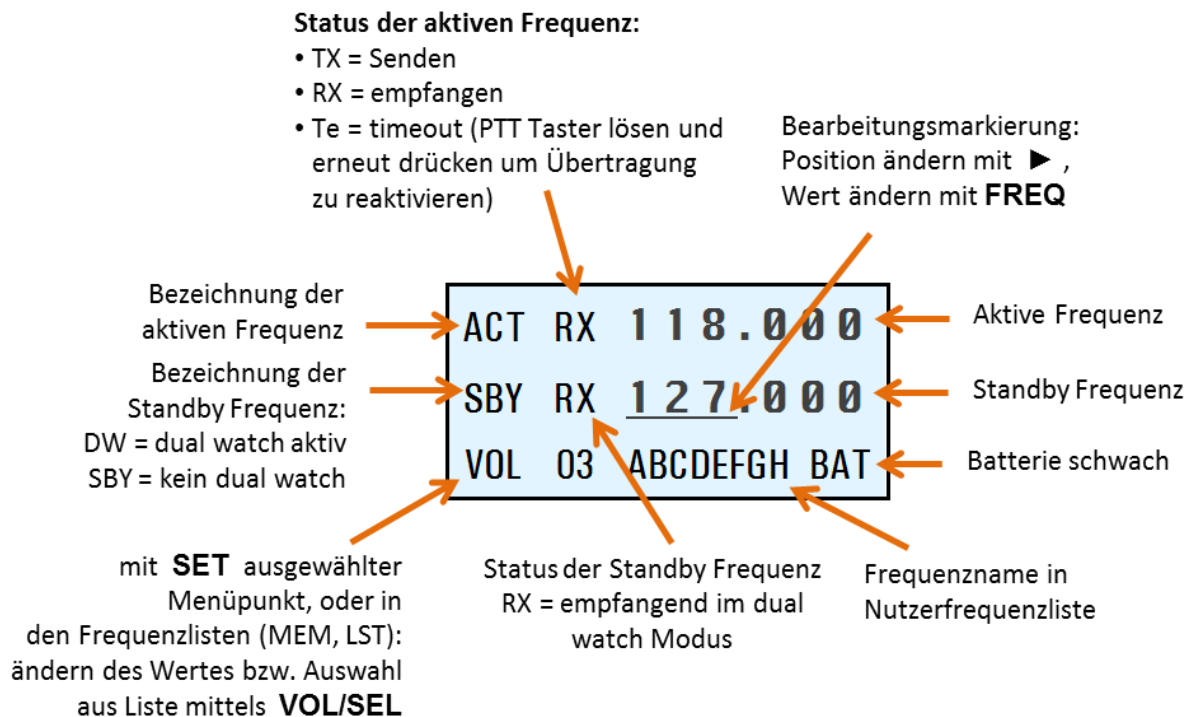 Status der aktiven Frequenz:
• TX = Senden
• RX = empfangen
• Te = timeout (PTT Taster lösen und
erneut drücken um Übertragung
zu reaktivieren)
Bearbeitungsmarkierung:
Position ändern mit ► ,
Wert ändern mit FREQ
Bezeichnung der
aktiven Frequenz
Bezeichnung der
Standby Frequenz:
DW = dual watch aktiv
SBY = kein dual watch
ACT RX 118.000
SBY RX 127.000
VOL 03 ABCDEFGH BAT
Aktive Frequenz
Standby Frequenz
Batterie schwach
mit SET ausgewählter
Menüpunkt, oder in
den Frequenzlisten (MEM, LST):
ändern des Wertes bzw. Auswahl
aus Liste mittels VOL/SEL
Status der Standby Frequenz
RX = empfangend im dual
watch Modus
Frequenzname in
Nutzerfrequenzliste